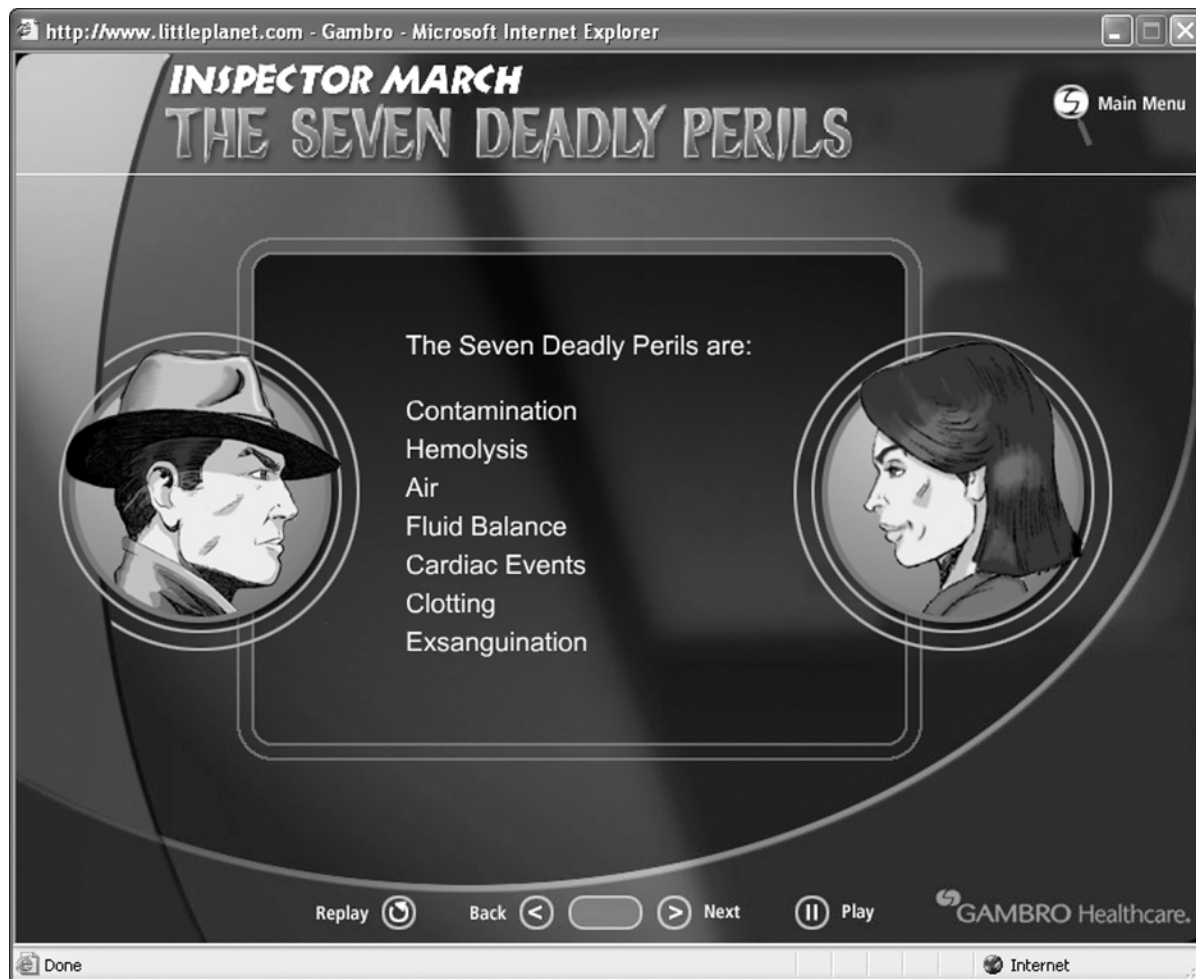 http://www.littleplanet.com - Gambro - Microsoft Internet Explorer
INSPECTOR MARCH
THE SEVEN DEADLY PERILS
Main Menu
The Seven Deadly Perils are:
Contamination
Hemolysis
Air
Fluid Balance
Cardiac Events
Clotting
Exsanguination
Replay Back < > Next Play
GAMBRO Healthcare.
Done Internet